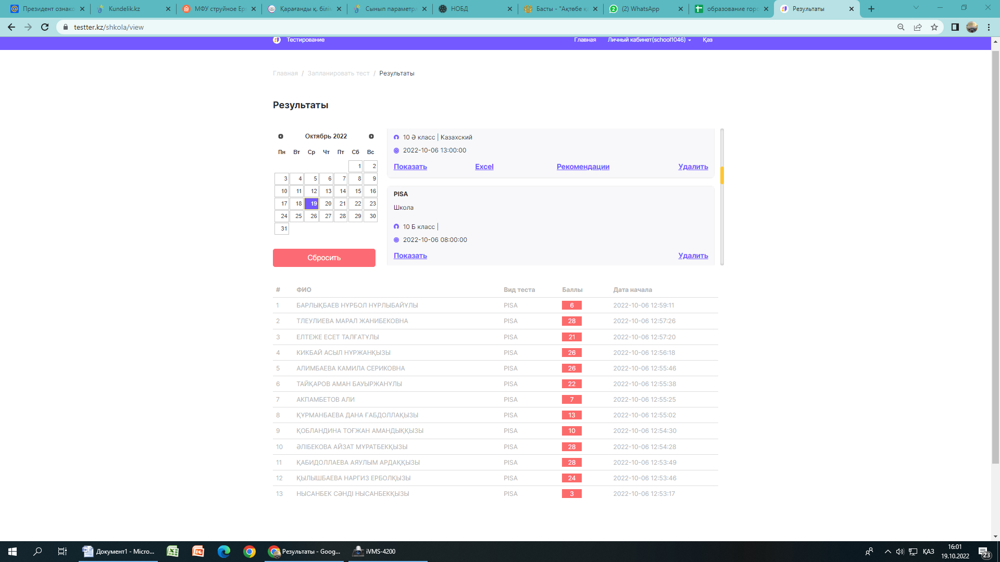 Президент ознако
Kundelik.kz
МФУ струйное Ep
Қарағанды қ. білім
Сынып параметрл
НОБД
Басты - "Ақтөбе қа
(2) WhatsApp
образование горо
Результаты
testter.kz/shkola/view
Тестирование
Главная
Личный кабинет(school1046)
Қаз
Главная / Запланировать тест / Результаты
Результаты
Октябрь 2022
Пн Вт Ср Чт Пт Сб Вс
1 2
3 4 5 6 7 8 9
10 11 12 13 14 15 16
17 18 19 20 21 22 23
24 25 26 27 28 29 30
31
Сбросить
10 Ә класс | Казахский
2022-10-06 13:00:00
Показать Excel Рекомендации Удалить
PISA
Школа
10 Б класс |
2022-10-06 08:00:00
Показать Удалить
# ФИО Вид теста Баллы Дата начала
1 БАРЛЫҚБАЕВ НҰРБОЛ НҰРЛЫБАЙҰЛЫ PISA 6 2022-10-06 12:59:11
2 ТЛЕУЛИЕВА МАРАЛ ЖАНИБЕКОВНА PISA 28 2022-10-06 12:57:26
3 ЕЛТЕЖЕ ЕСЕТ ТАЛҒАТҰЛЫ PISA 21 2022-10-06 12:57:20
4 КИКБАЙ АСЫЛ НҰРЖАНҚЫЗЫ PISA 26 2022-10-06 12:56:18
5 АЛИМБАЕВА КАМИЛА СЕРИКОВНА PISA 26 2022-10-06 12:55:46
6 ТАЙҚАРОВ АМАН БАУЫРЖАНҰЛЫ PISA 22 2022-10-06 12:55:38
7 АКПАМБЕТОВ АЛИ PISA 7 2022-10-06 12:55:25
8 ҚҰРМАНБАЕВА ДАНА ҒАБДОЛЛАҚЫЗЫ PISA 13 2022-10-06 12:55:02
9 ҚОБЛАНДИНА ТОҒЖАН АМАНДЫҚҚЫЗЫ PISA 10 2022-10-06 12:54:30
10 ӘЛІБЕКОВА АЙЗАТ МҰРАТБЕКҚЫЗЫ PISA 28 2022-10-06 12:54:28
11 ҚАБИДОЛЛАЕВА АЯУЛЫМ АРДАҚҚЫЗЫ PISA 28 2022-10-06 12:53:49
12 ҚЫЛЫШБАЕВА НАРГИЗ ЕРБОЛҚЫЗЫ PISA 24 2022-10-06 12:53:46
13 НЫСАНБЕК СӘНДІ НЫСАНБЕКҚЫЗЫ PISA 3 2022-10-06 12:53:17
Документ1 - Micro...
Результаты - Goog...
iVMS-4200
ҚАЗ
16:01
19.10.2022
23